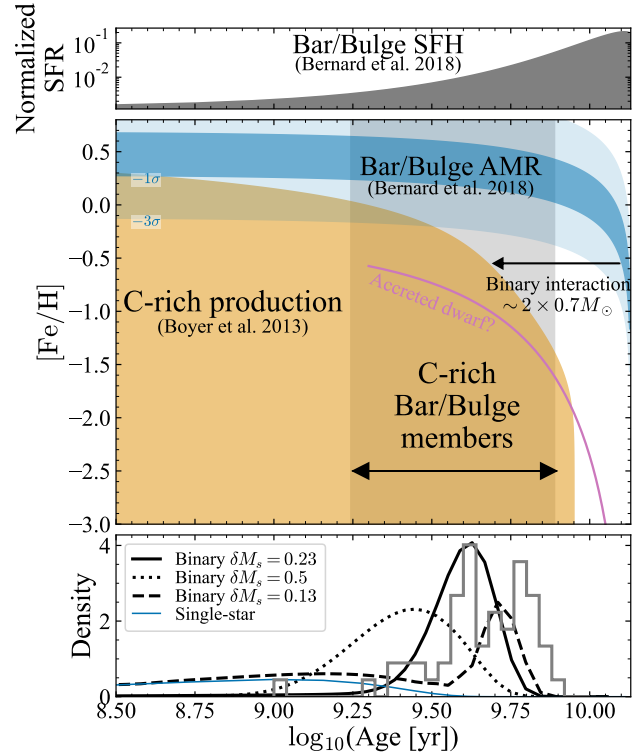 Normalized
SFR
10⁻¹
10⁻²
Bar/Bulge SFH
(Bernard et al. 2018)
[Fe/H]
0.5
0.0
−0.5
−1.0
−1.5
−2.0
−2.5
−3.0
−1σ
−3σ
Bar/Bulge AMR
(Bernard et al. 2018)
Binary interaction
∼ 2 × 0.7M⊙
C-rich production
(Boyer et al. 2013)
Accreted dwarf?
C-rich
Bar/Bulge
members
Density
4
2
0
Binary δMₛ = 0.23
Binary δMₛ = 0.5
Binary δMₛ = 0.13
Single-star
8.50 9.00 9.25 9.50 9.75 10.00
log₁₀(Age [yr])